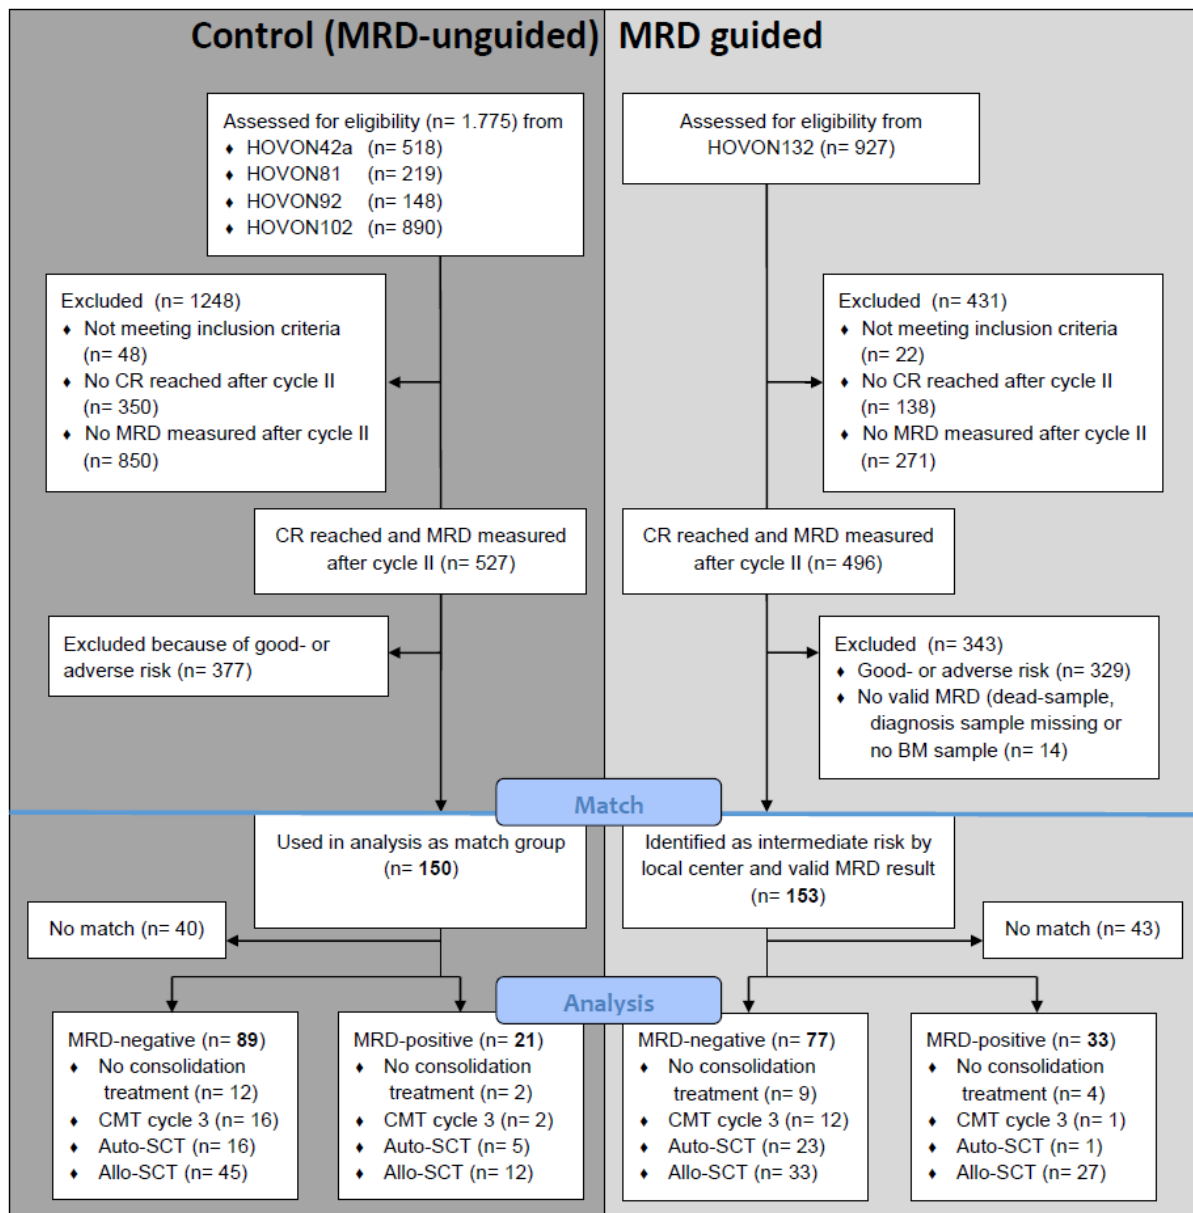 Control (MRD-unguided)
MRD guided
Assessed for eligibility (n= 1.775) from
♦ HOVON42a (n= 518)
♦ HOVON81 (n= 219)
♦ HOVON92 (n= 148)
♦ HOVON102 (n= 890)
Assessed for eligibility from
HOVON132 (n= 927)
Excluded (n= 1248)
♦ Not meeting inclusion criteria
(n= 48)
♦ No CR reached after cycle II
(n= 350)
♦ No MRD measured after cycle II
(n= 850)
Excluded (n= 431)
♦ Not meeting inclusion criteria
(n= 22)
♦ No CR reached after cycle II
(n= 138)
♦ No MRD measured after cycle II
(n= 271)
CR reached and MRD measured
after cycle II (n= 527)
CR reached and MRD measured
after cycle II (n= 496)
Excluded because of good- or
adverse risk (n= 377)
Excluded (n= 343)
♦ Good- or adverse risk (n= 329)
♦ No valid MRD (dead-sample,
diagnosis sample missing or
no BM sample (n= 14)
Match
Used in analysis as match group
(n= 150)
Identified as intermediate risk by
local center and valid MRD result
(n= 153)
No match (n= 40)
No match (n= 43)
Analysis
MRD-negative (n= 89)
♦ No consolidation
treatment (n= 12)
♦ CMT cycle 3 (n= 16)
♦ Auto-SCT (n= 16)
♦ Allo-SCT (n= 45)
MRD-positive (n= 21)
♦ No consolidation
treatment (n= 2)
♦ CMT cycle 3 (n= 2)
♦ Auto-SCT (n= 5)
♦ Allo-SCT (n= 12)
MRD-negative (n= 77)
♦ No consolidation
treatment (n= 9)
♦ CMT cycle 3 (n= 12)
♦ Auto-SCT (n= 23)
♦ Allo-SCT (n= 33)
MRD-positive (n= 33)
♦ No consolidation
treatment (n= 4)
♦ CMT cycle 3 (n= 1)
♦ Auto-SCT (n= 1)
♦ Allo-SCT (n= 27)